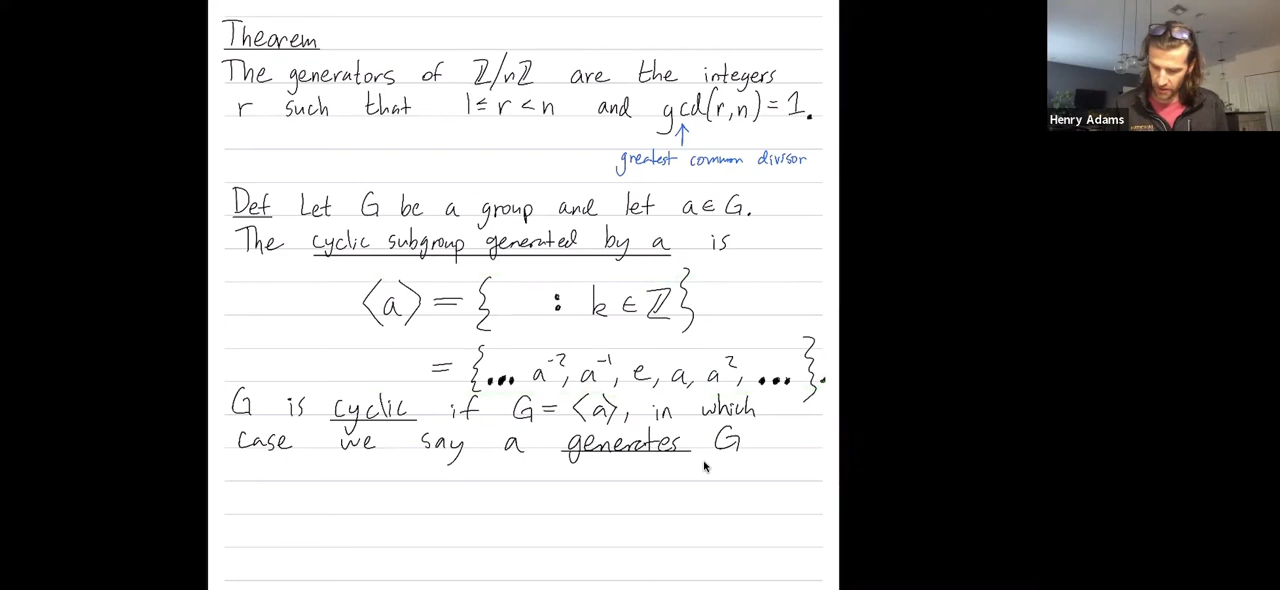 Theorem
The generators of ℤ/nℤ are the integers
r such that 1≤r<n and gcd(r,n)=1.
↑
greatest common divisor
Def Let G be a group and let a∈G.
The cyclic subgroup generated by a is
⟨a⟩={ : k∈ℤ}
={... a⁻², a⁻¹, e, a, a², ...}.
G is cyclic if G=⟨a⟩, in which
case we say a generates G
Henry Adams